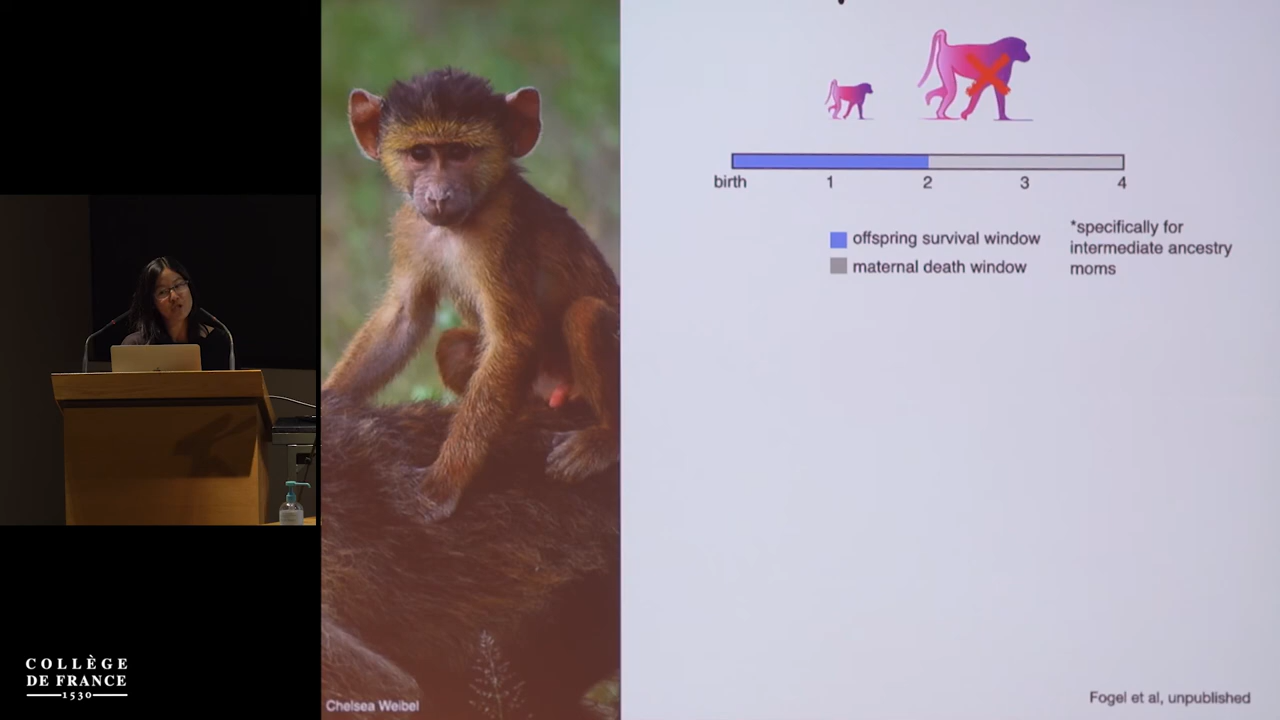 birth 1 2 3 4
offspring survival window
maternal death window
*specifically for
intermediate ancestry
moms
COLLÈGE
DE FRANCE
1530
Chelsea Weibel
Fogel et al, unpublished